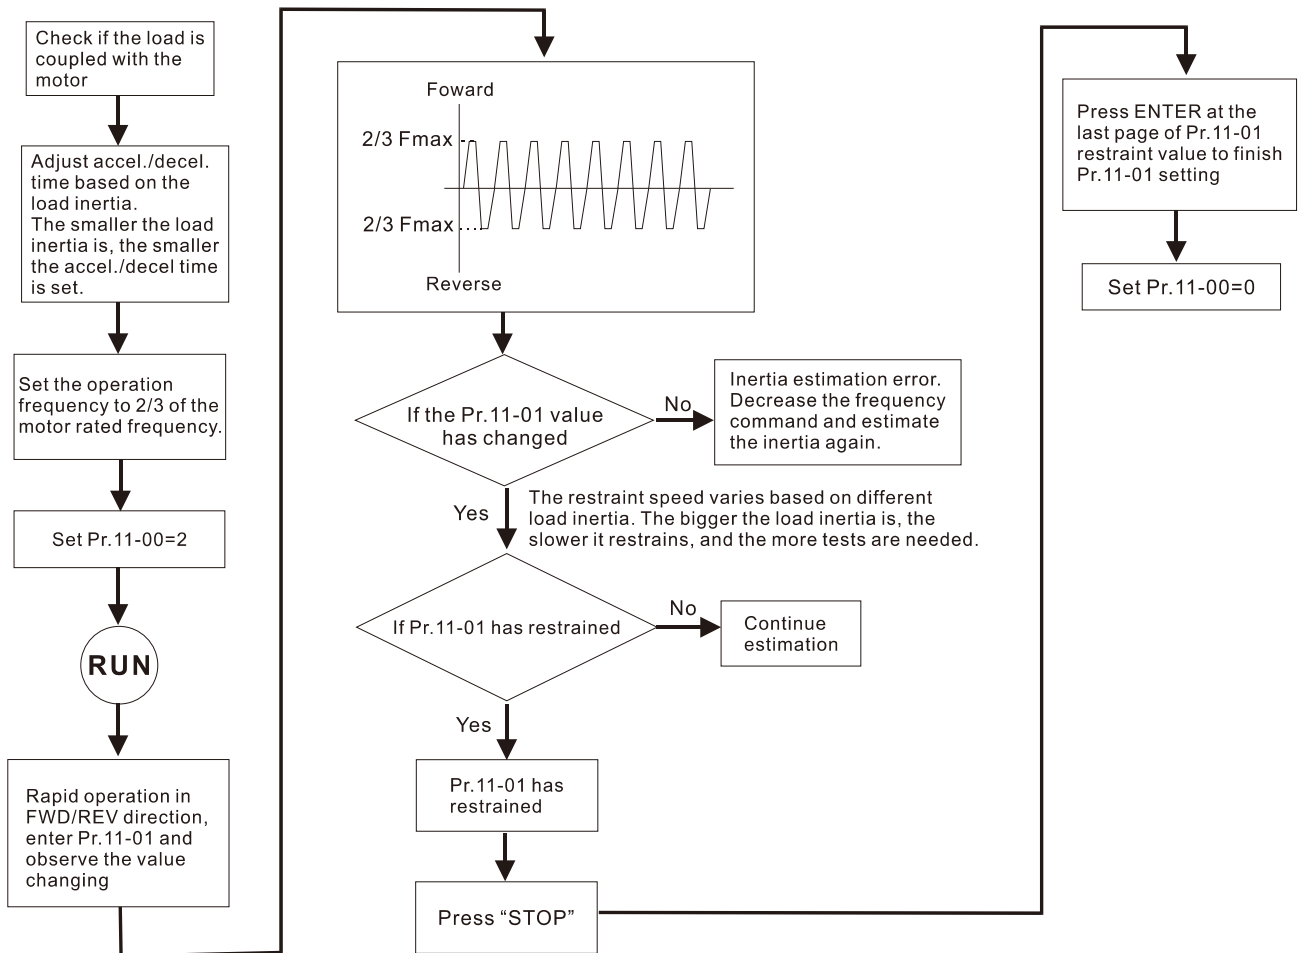 Check if the load is
coupled with the
motor
Adjust accel./decel.
time based on the
load inertia.
The smaller the load
inertia is, the smaller
the accel./decel time
is set.
Set the operation
frequency to 2/3 of the
motor rated frequency.
Set Pr.11-00=2
RUN
Rapid operation in
FWD/REV direction,
enter Pr.11-01 and
observe the value
changing
Foward
2/3 Fmax
2/3 Fmax
Reverse
If the Pr.11-01 value
has changed
No
Inertia estimation error.
Decrease the frequency
command and estimate
the inertia again.
Yes
The restraint speed varies based on different
load inertia. The bigger the load inertia is, the
slower it restrains, and the more tests are needed.
If Pr.11-01 has restrained
No
Continue
estimation
Yes
Pr.11-01 has
restrained
Press “STOP”
Press ENTER at the
last page of Pr.11-01
restraint value to finish
Pr.11-01 setting
Set Pr.11-00=0